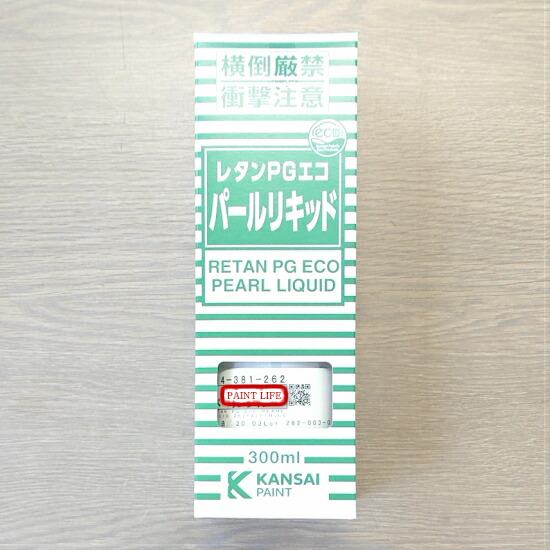 横倒厳禁
衝撃注意
eco
レタンPGエコ
パールリキッド
RETAN PG ECO
PEARL LIQUID
4-381-262
PAINT LIFE
300ml
KANSAI
PAINT